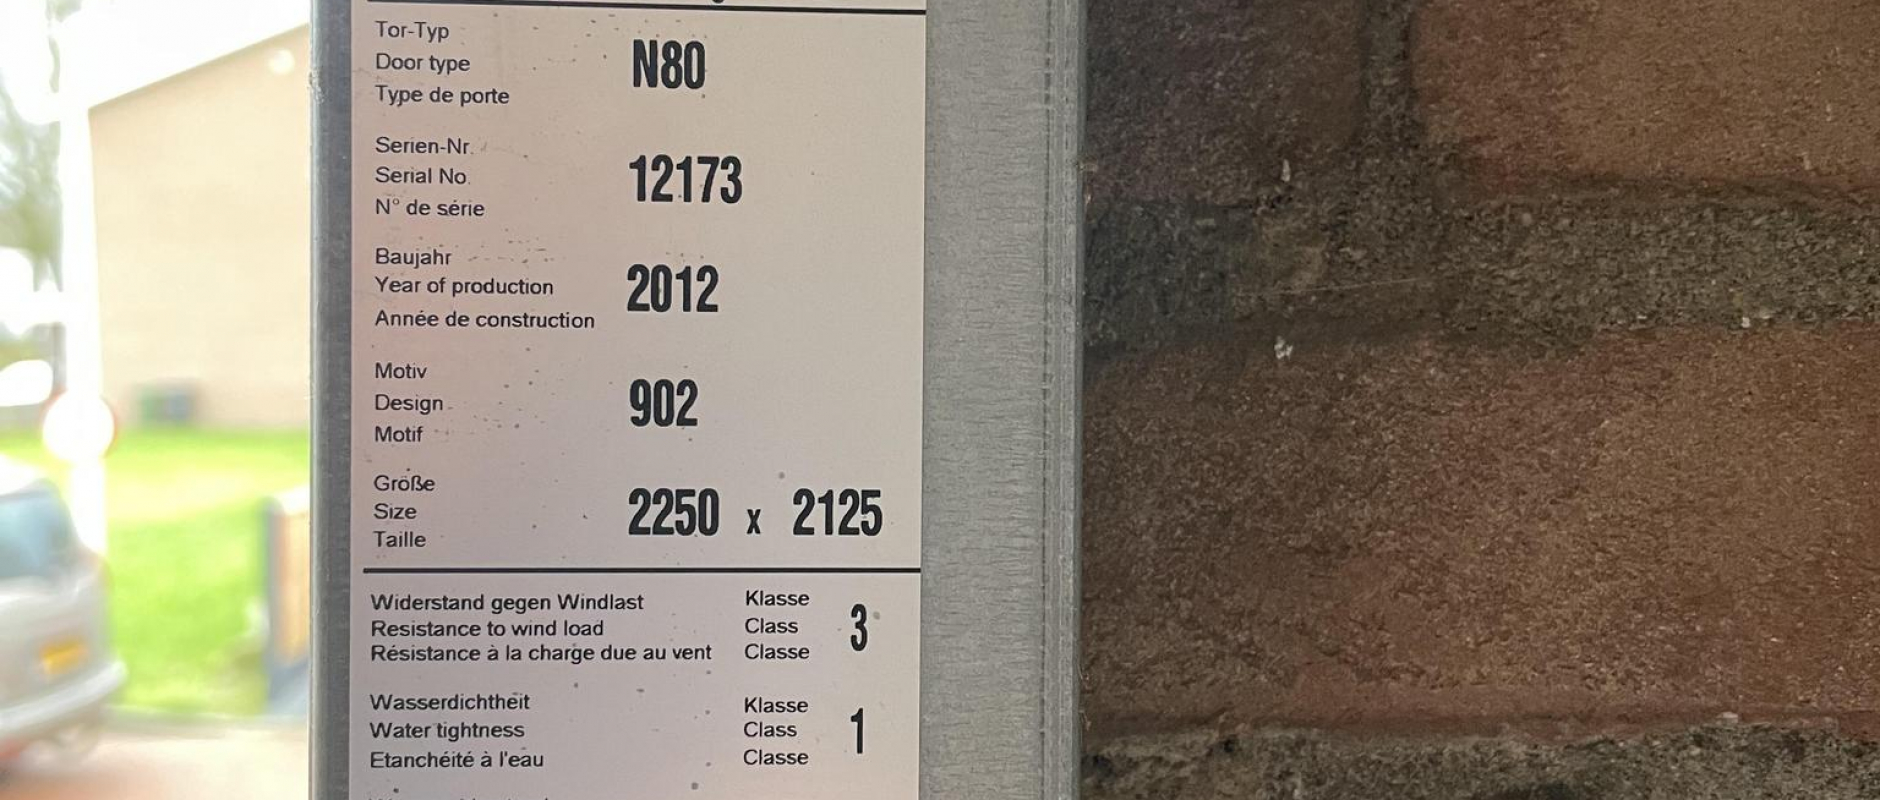 Tor-Typ
Door type
Type de porte
N80
Serien-Nr.
Serial No.
N° de série
12173
Baujahr
Year of production
Année de construction
2012
Motiv
Design
Motif
902
Größe
Size
Taille
2250 x 2125
Widerstand gegen Windlast Klasse
Resistance to wind load Class 3
Résistance à la charge due au vent Classe
Wasserdichtheit Klasse
Water tightness Class 1
Etanchéité à l'eau Classe